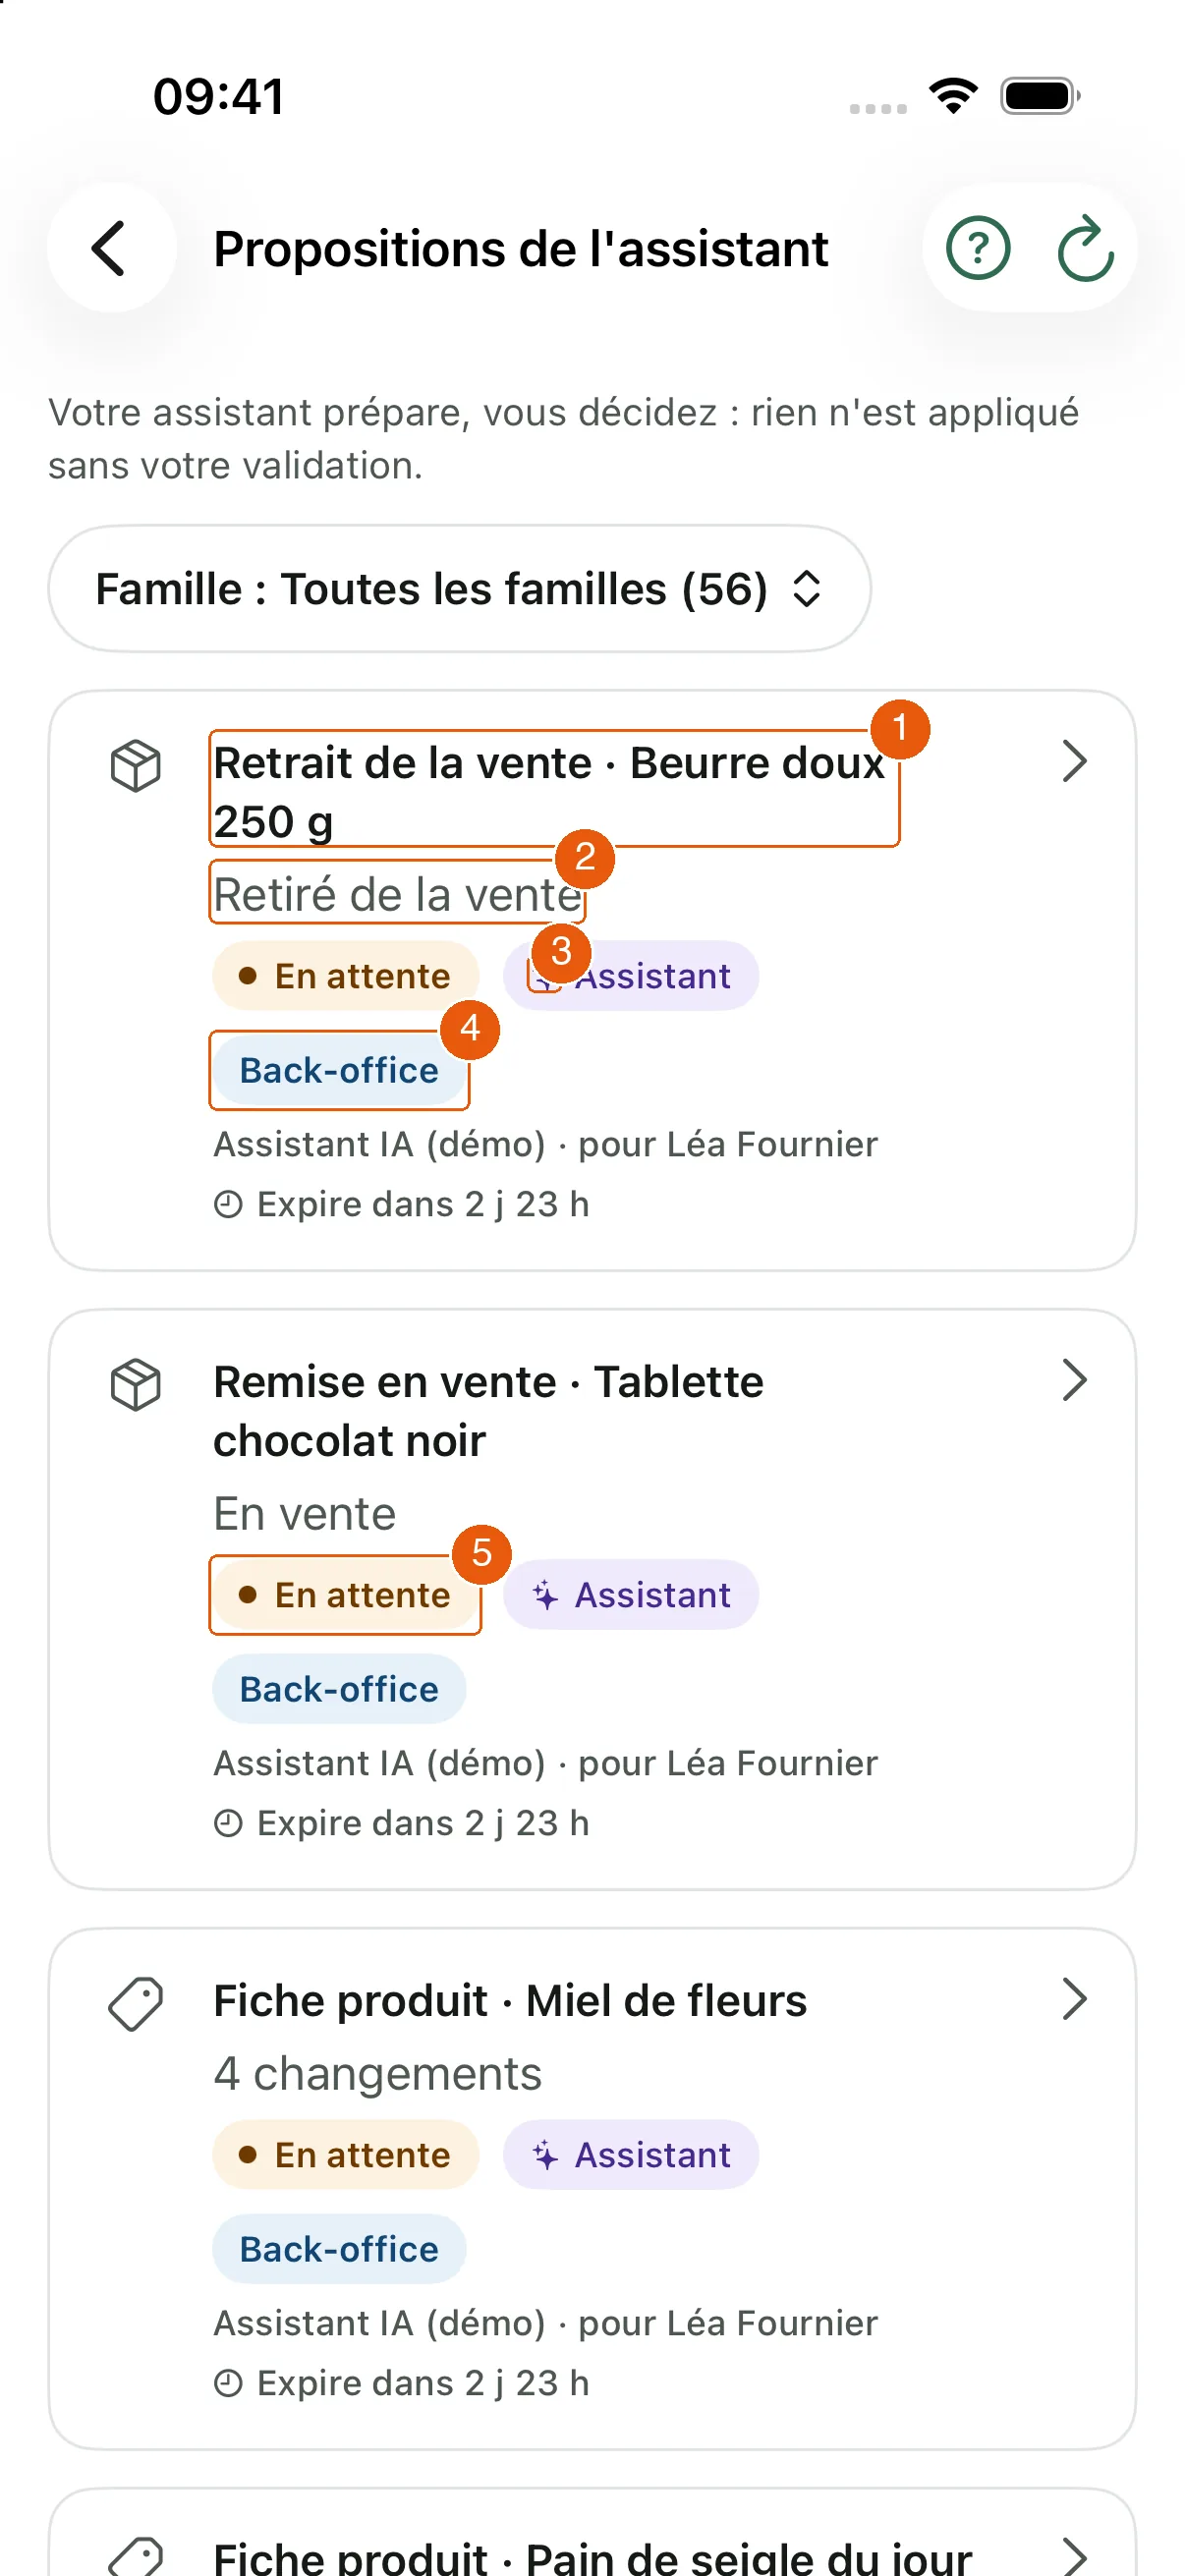 09:41
Propositions de l'assistant
Votre assistant prépare, vous décidez : rien n'est appliqué
sans votre validation.
Famille : Toutes les familles (56)
1
Retrait de la vente · Beurre doux
250 g
2
Retiré de la vente
3
En attente Assistant
4
Back-office
Assistant IA (démo) · pour Léa Fournier
Expire dans 2 j 23 h
Remise en vente · Tablette
chocolat noir
En vente
5
En attente Assistant
Back-office
Assistant IA (démo) · pour Léa Fournier
Expire dans 2 j 23 h
Fiche produit · Miel de fleurs
4 changements
En attente Assistant
Back-office
Assistant IA (démo) · pour Léa Fournier
Expire dans 2 j 23 h
Fiche produit · Pain de seigle du jour